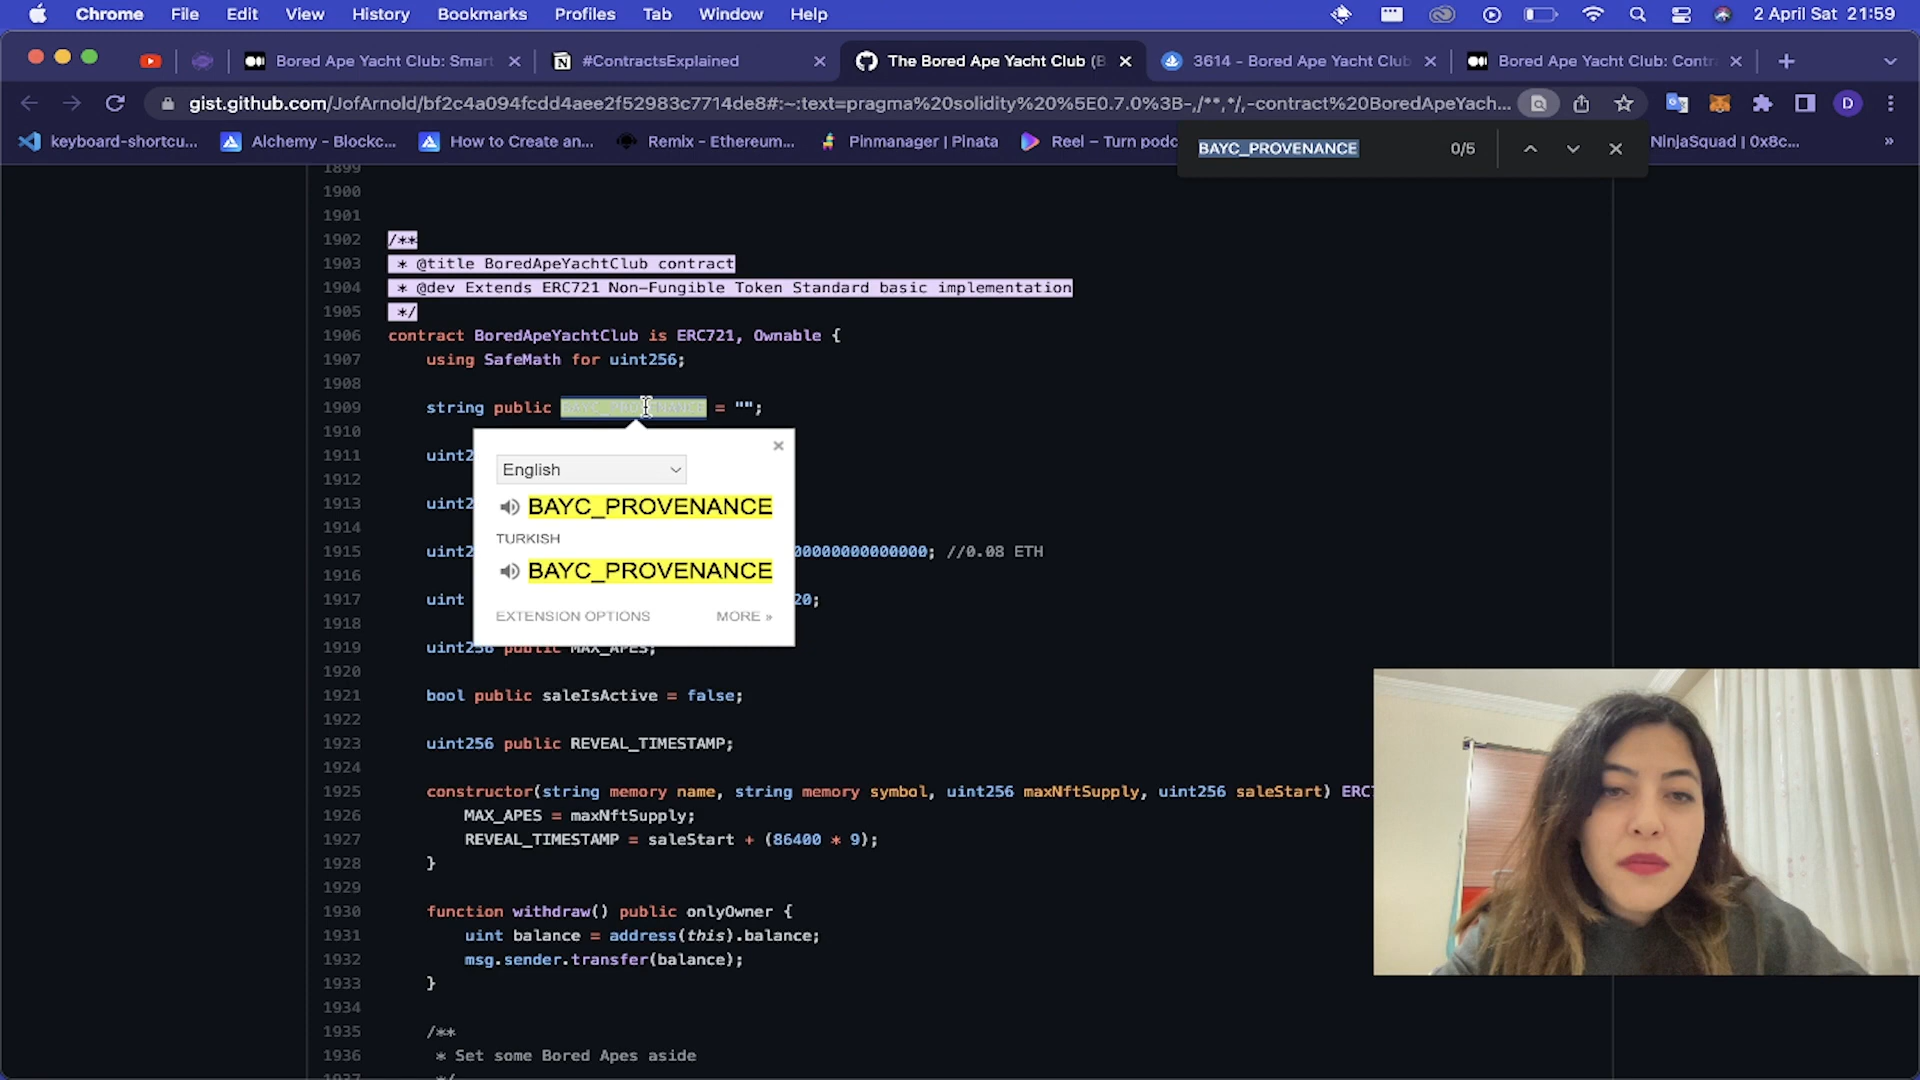 Chrome File Edit View History Bookmarks Profiles Tab Window Help 2 April Sat 21:59
Bored Ape Yacht Club: Smart #ContractsExplained The Bored Ape Yacht Club (B 3614 - Bored Ape Yacht Club Bored Ape Yacht Club: Contr
gist.github.com/JofArnold/bf2c4a094fcdd4aee2f52983c7714de8#:~:text=pragma%20solidity%20%5E0.7.0%3B-,/**,*/,-contract%20BoredApeYach... D
keyboard-shortcu... Alchemy - Blockc... How to Create an... Remix – Ethereum... Pinmanager | Pinata Reel – Turn podc NinjaSquad | 0x8c... »
BAYC_PROVENANCE 0/5
1899
1900
1901
1902 /**
1903 * @title BoredApeYachtClub contract
1904 * @dev Extends ERC721 Non-Fungible Token Standard basic implementation
1905 */
1906 contract BoredApeYachtClub is ERC721, Ownable {
1907 using SafeMath for uint256;
1908
1909 string public BAYC_PROVENANCE = "";
1910
1911 uint2
1912
1913 uint2
1914
1915 uint2 00000000000000; //0.08 ETH
1916
1917 uint 20;
1918
1919 uint256 public MAX_APES;
1920
1921 bool public saleIsActive = false;
1922
1923 uint256 public REVEAL_TIMESTAMP;
1924
1925 constructor(string memory name, string memory symbol, uint256 maxNftSupply, uint256 saleStart) ERC7
1926 MAX_APES = maxNftSupply;
1927 REVEAL_TIMESTAMP = saleStart + (86400 * 9);
1928 }
1929
1930 function withdraw() public onlyOwner {
1931 uint balance = address(this).balance;
1932 msg.sender.transfer(balance);
1933 }
1934
1935 /**
1936 * Set some Bored Apes aside
1937 */
English
BAYC_PROVENANCE
TURKISH
BAYC_PROVENANCE
EXTENSION OPTIONS MORE »